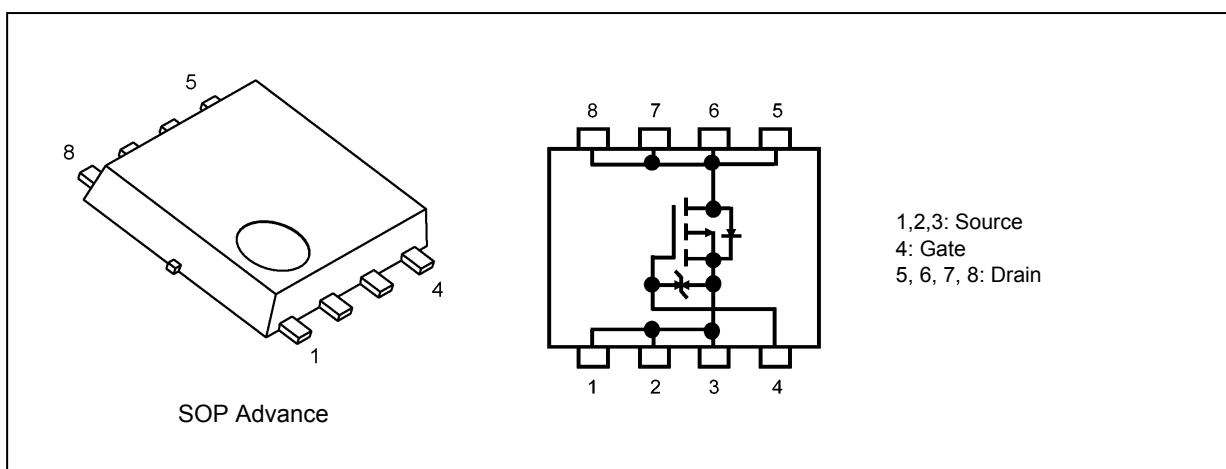 5
8
4
1
SOP Advance
8 7 6 5
1 2 3 4
1,2,3: Source
4: Gate
5, 6, 7, 8: Drain